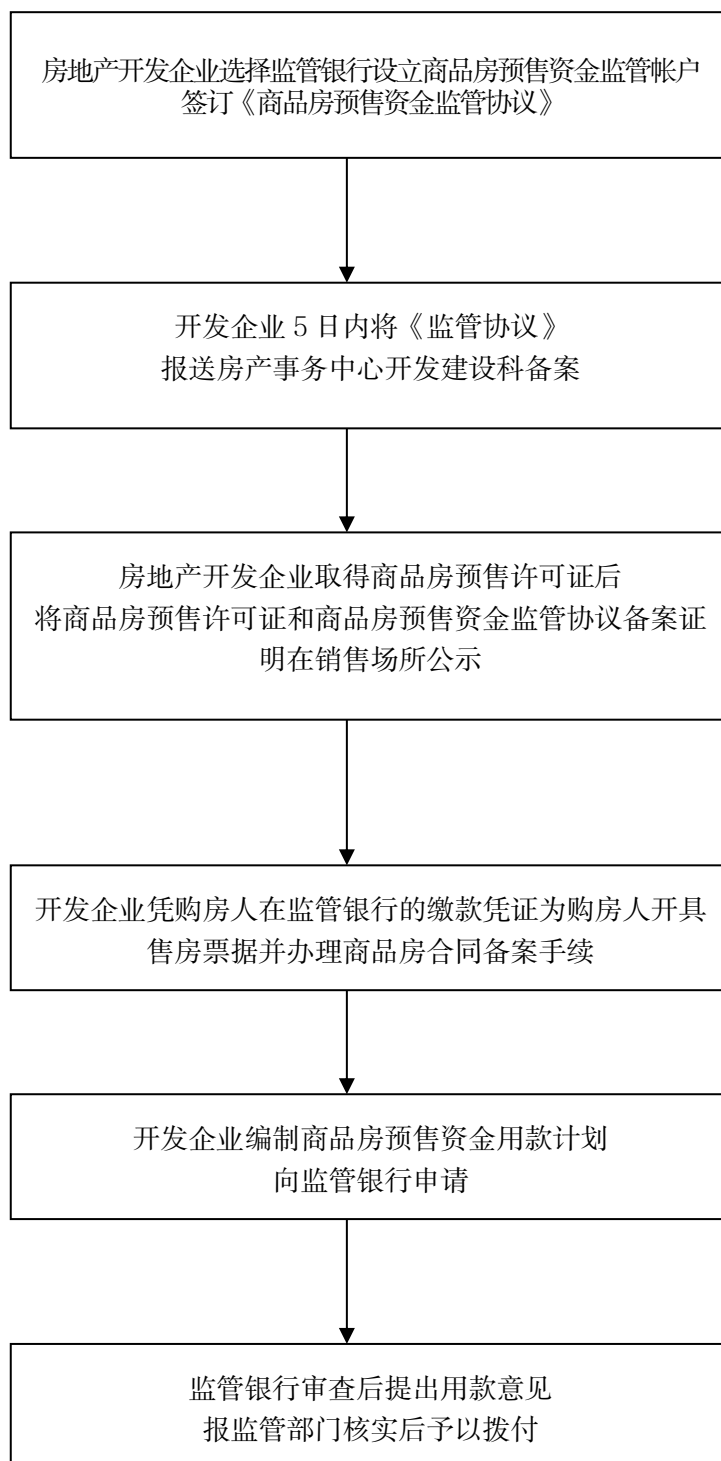 房地产开发企业选择监管银行设立商品房预售资金监管帐户
签订《商品房预售资金监管协议》
开发企业 5 日内将《监管协议》
报送房产事务中心开发建设科备案
房地产开发企业取得商品房预售许可证后
将商品房预售许可证和商品房预售资金监管协议备案证
明在销售场所公示
开发企业凭购房人在监管银行的缴款凭证为购房人开具
售房票据并办理商品房合同备案手续
开发企业编制商品房预售资金用款计划
向监管银行申请
监管银行审查后提出用款意见
报监管部门核实后予以拨付